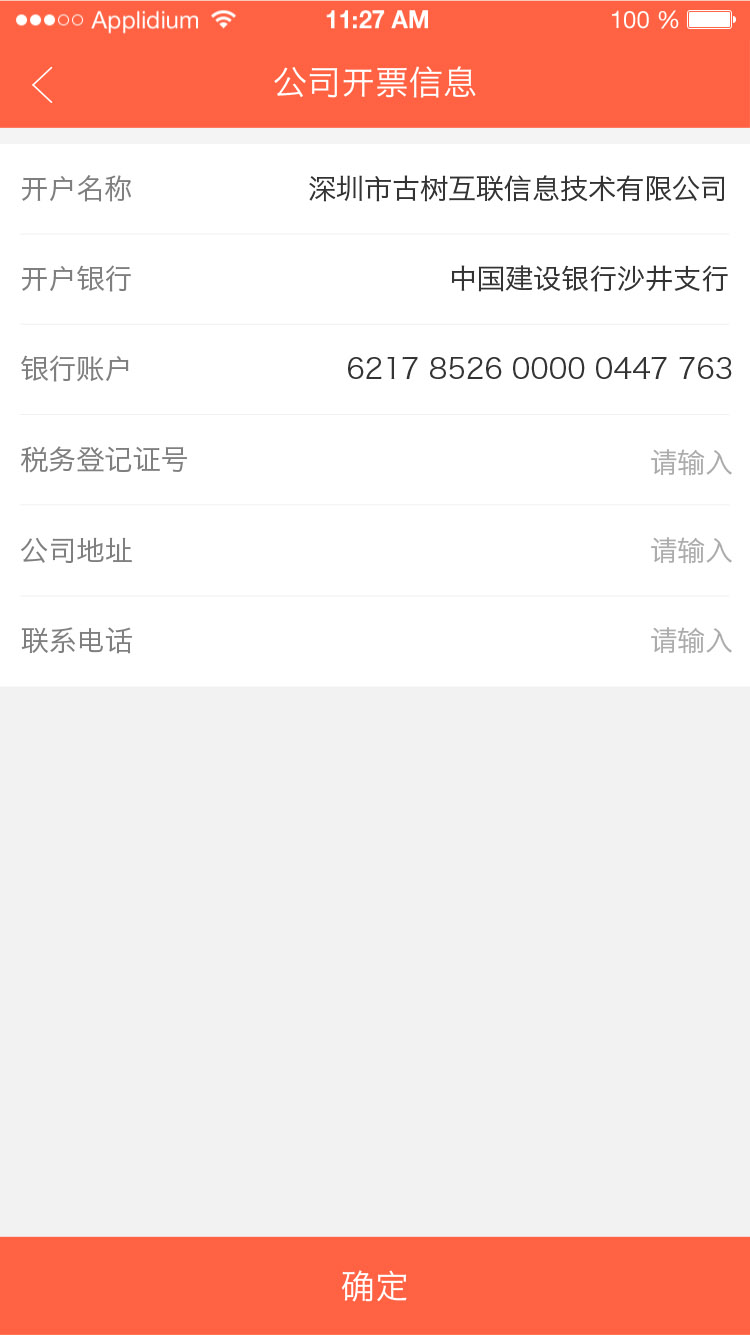 Applidium 11:27 AM 100 %
公司开票信息
开户名称 深圳市古树互联信息技术有限公司
开户银行 中国建设银行沙井支行
银行账户 6217 8526 0000 0447 763
税务登记证号 请输入
公司地址 请输入
联系电话 请输入
确定